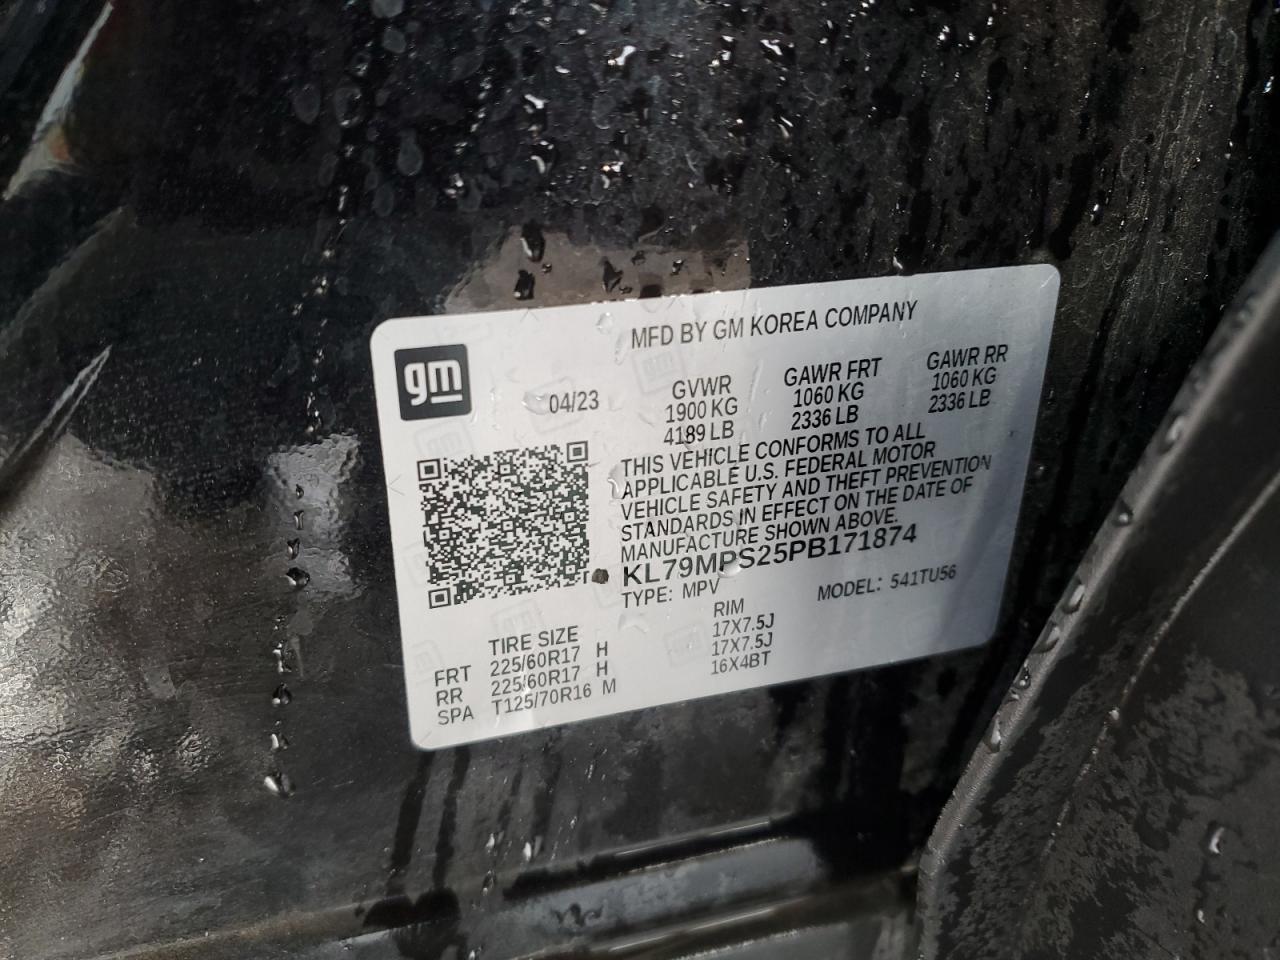 gm
MFD BY GM KOREA COMPANY
04/23
GVWR
1900 KG
4189 LB
GAWR FRT
1060 KG
2336 LB
GAWR RR
1060 KG
2336 LB
THIS VEHICLE CONFORMS TO ALL
APPLICABLE U.S. FEDERAL MOTOR
VEHICLE SAFETY AND THEFT PREVENTION
STANDARDS IN EFFECT ON THE DATE OF
MANUFACTURE SHOWN ABOVE.
KL79MPS25PB171874
TYPE: MPV MODEL: 541TU56
TIRE SIZE RIM
FRT 225/60R17 H 17X7.5J
RR 225/60R17 H 17X7.5J
SPA T125/70R16 M 16X4BT